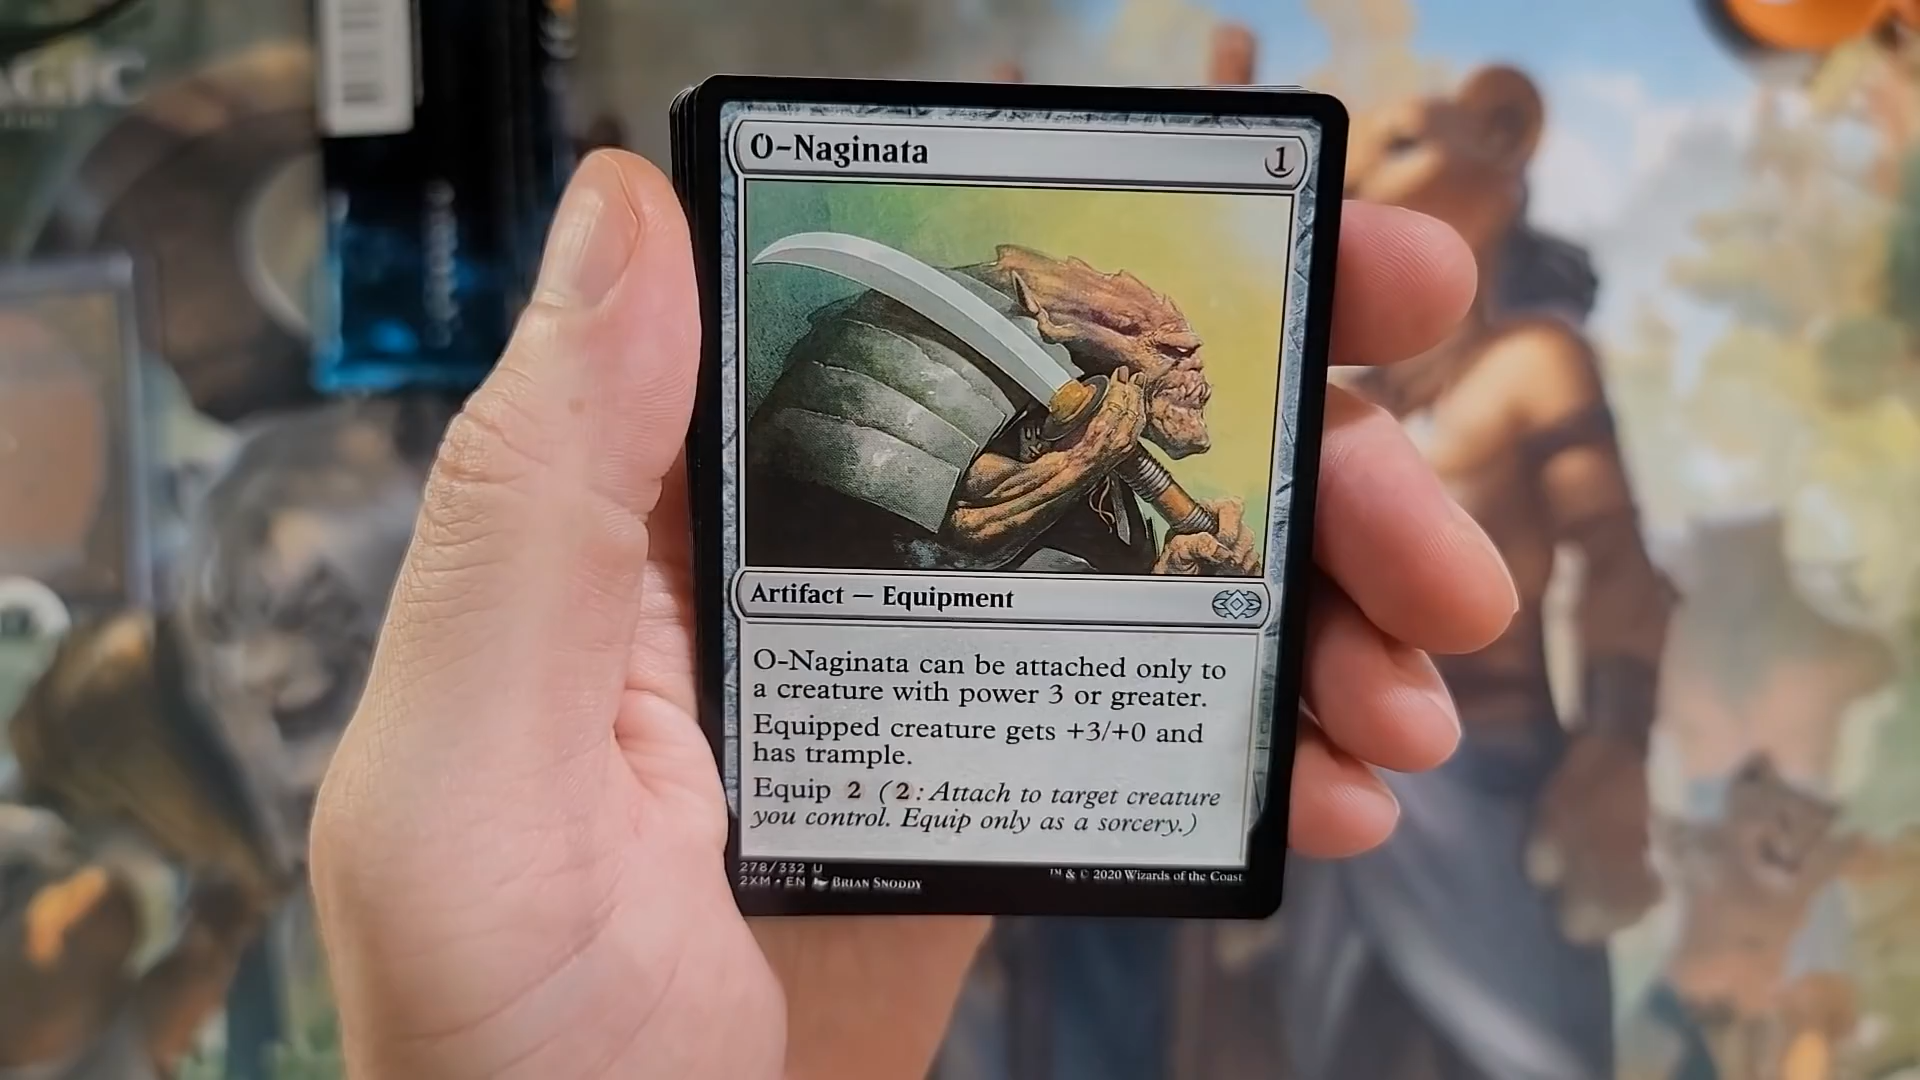 O-Naginata
1
Artifact — Equipment
O-Naginata can be attached only to
a creature with power 3 or greater.
Equipped creature gets +3/+0 and
has trample.
Equip 2 (2: Attach to target creature
you control. Equip only as a sorcery.)
278/332 U
2XM • EN BRIAN SNODDY
™ & © 2020 Wizards of the Coast